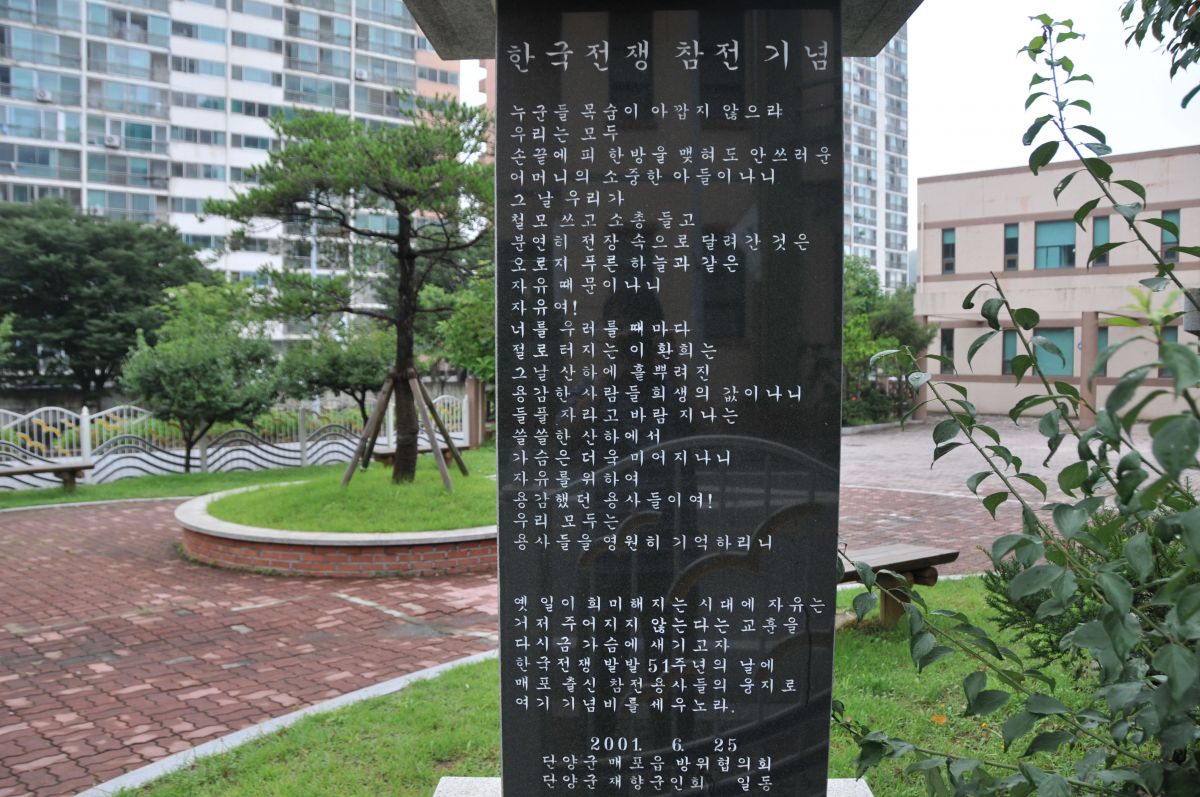 한국전쟁 참전 기념
누군들 목숨이 아깝지 않으랴
우리는 모두
손끝에 피 한방울 맺혀도 안쓰러운
어머니의 소중한 아들이나니
그 날 우리가
철모 쓰고 소총 들고
분연히 전장 속으로 달려간 것은
오로지 푸른 하늘과 같은
자유 때문이나니
자유여!
너를 우러를 때마다
절로 터지는 이 환희는
그날 산하에 흩뿌려진
용감한 사람들 희생의 값이나니
들풀 자라고 바람 지나는
쓸쓸한 산하에서
가슴은 더욱 미어지나니
자유를 위하여
용감했던 용사들이여!
우리 모두는
용사들을 영원히 기억하리니
옛 일이 희미해지는 시대에 자유는
거저 주어지지 않는다는 교훈을
다시금 가슴에 새기고자
한국전쟁 발발 51주년의 날에
매포 출신 참전용사들의 웅지로
여기 기념비를 세우노라.
2001. 6. 25
단양군 매포읍 방위협의회
단양군 재향군인회 일동